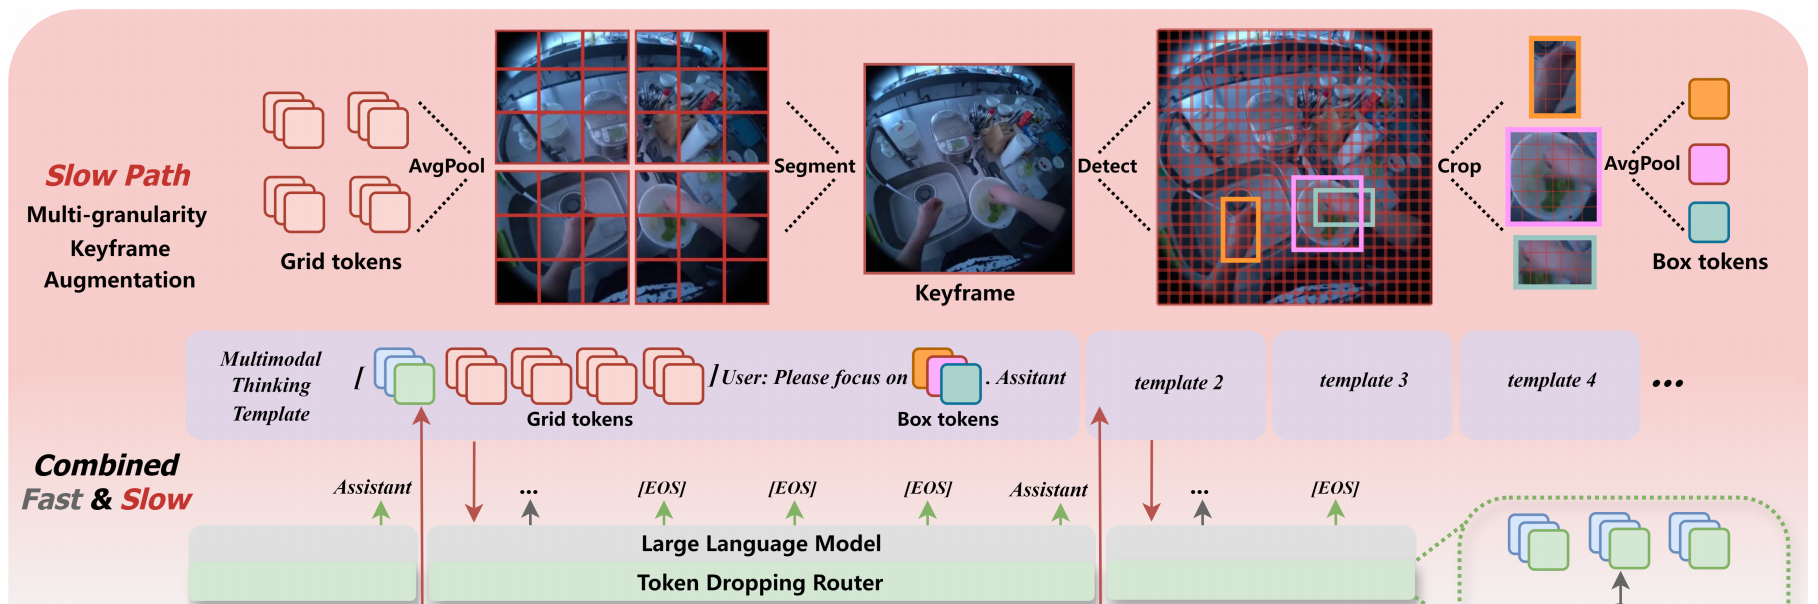 Slow Path
Multi-granularity
Keyframe
Augmentation
Grid tokens
AvgPool
Segment
Keyframe
Detect
Crop
AvgPool
Box tokens
Multimodal
Thinking
Template
[ ] User: Please focus on . Assitant
Grid tokens
Box tokens
template 2
template 3
template 4
...
Combined
Fast & Slow
Assistant
...
[EOS]
[EOS]
[EOS]
Assistant
...
[EOS]
Large Language Model
Token Dropping Router